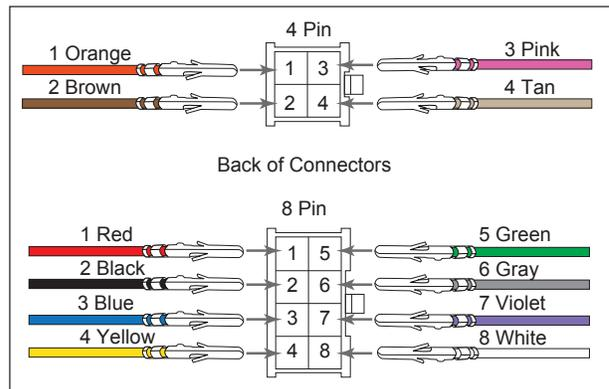 4 Pin
1 Orange
2 Brown
1 3
2 4
3 Pink
4 Tan
Back of Connectors
8 Pin
1 Red
2 Black
3 Blue
4 Yellow
1 5
2 6
3 7
4 8
5 Green
6 Gray
7 Violet
8 White